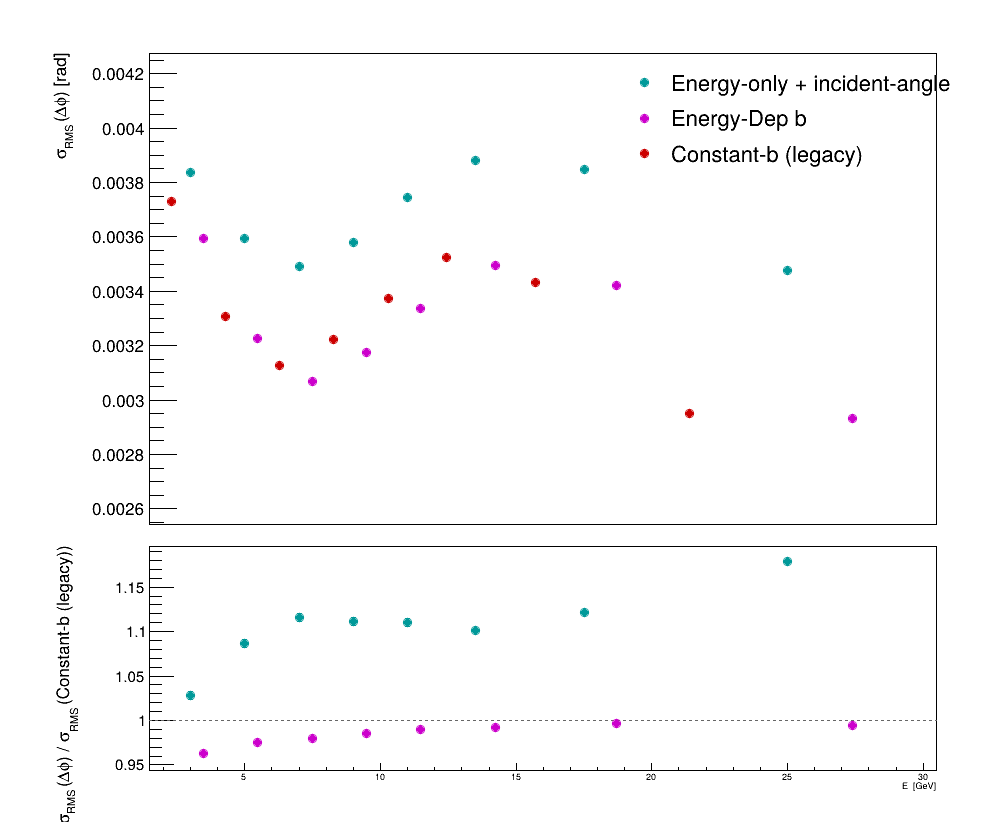 σRMS(Δϕ) [rad]
0.0042
0.004
0.0038
0.0036
0.0034
0.0032
0.003
0.0028
0.0026
Energy-only + incident-angle
Energy-Dep b
Constant-b (legacy)
σRMS(Δϕ) / σRMS (Constant-b (legacy))
1.15
1.1
1.05
1
0.95
5 10 15 20 25 30
E [GeV]